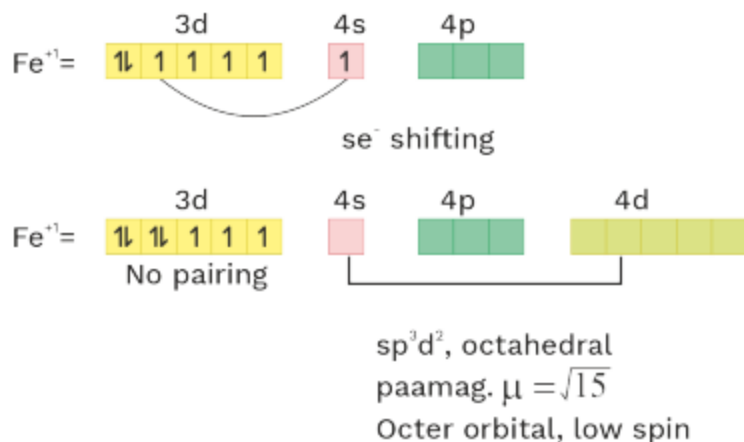 3d 4s 4p
Fe⁺¹= 1⇂ 1 1 1 1 1
se⁻ shifting
3d 4s 4p 4d
Fe⁺¹= 1⇂ 1⇂ 1 1 1
No pairing
sp³d², octahedral
paamag. μ = √15
Octer orbital, low spin